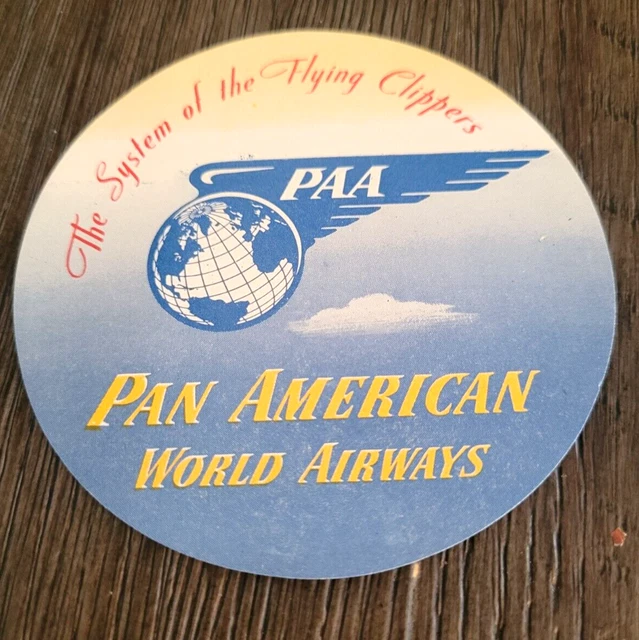 The System of the Flying Clippers
PAA
PAN AMERICAN
WORLD AIRWAYS